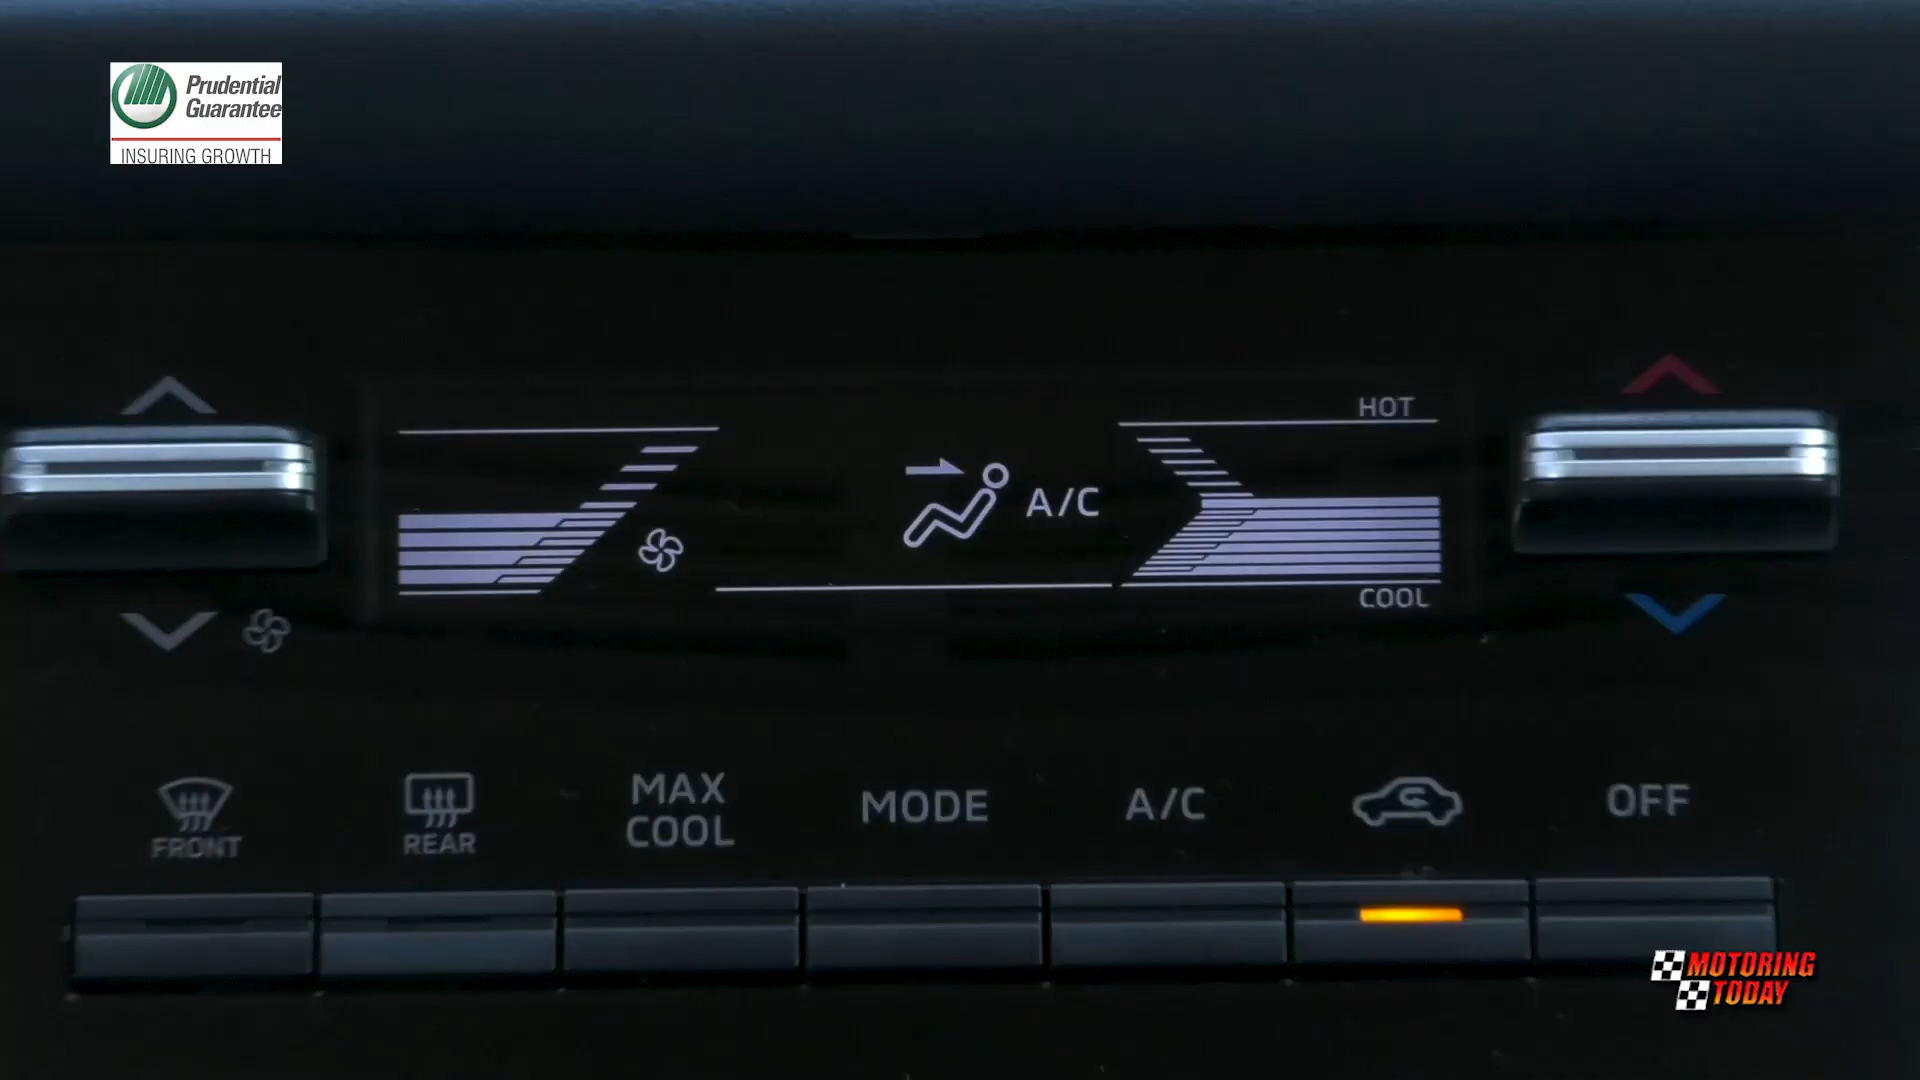 Prudential
Guarantee
INSURING GROWTH
HOT
A/C
COOL
FRONT
REAR
MAX
COOL
MODE
A/C
OFF
MOTORING
TODAY